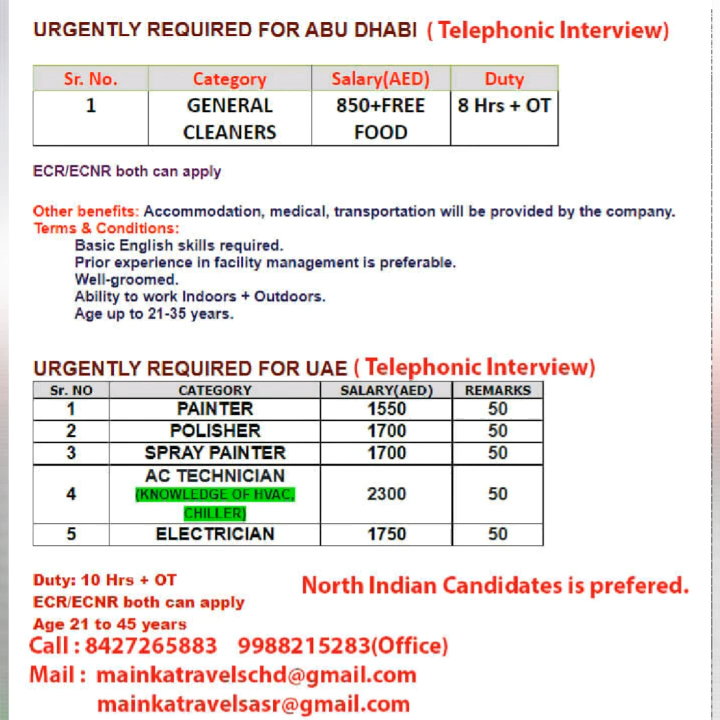 URGENTLY REQUIRED FOR ABU DHABI ( Telephonic Interview)
Sr. No. Category Salary(AED) Duty
1 GENERAL CLEANERS 850+FREE FOOD 8 Hrs + OT
ECR/ECNR both can apply
Other benefits: Accommodation, medical, transportation will be provided by the company.
Terms & Conditions:
Basic English skills required.
Prior experience in facility management is preferable.
Well-groomed.
Ability to work Indoors + Outdoors.
Age up to 21-35 years.
URGENTLY REQUIRED FOR UAE ( Telephonic Interview)
Sr. NO CATEGORY SALARY(AED) REMARKS
1 PAINTER 1550 50
2 POLISHER 1700 50
3 SPRAY PAINTER 1700 50
4 AC TECHNICIAN (KNOWLEDGE OF HVAC, CHILLER) 2300 50
5 ELECTRICIAN 1750 50
Duty: 10 Hrs + OT
North Indian Candidates is prefered.
ECR/ECNR both can apply
Age 21 to 45 years
Call : 8427265883 9988215283(Office)
Mail : mainkatravelschd@gmail.com
mainkatravelsasr@gmail.com